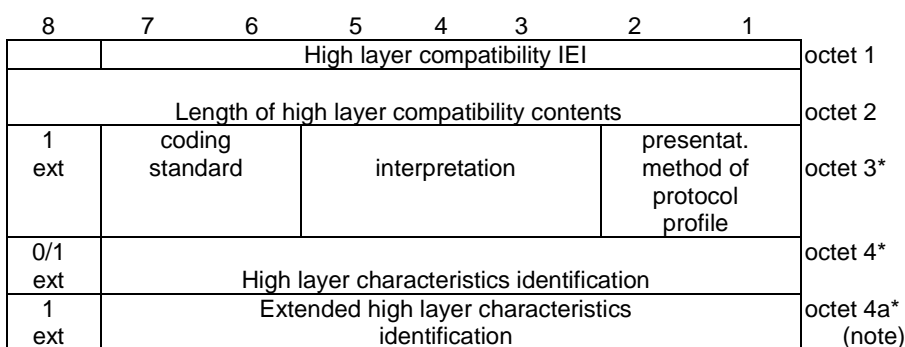 8 7 6 5 4 3 2 1
High layer compatibility IEI octet 1
Length of high layer compatibility contents octet 2
1 coding presentat.
ext standard interpretation method of octet 3*
protocol
profile
0/1 octet 4*
ext High layer characteristics identification
1 Extended high layer characteristics octet 4a*
ext identification (note)